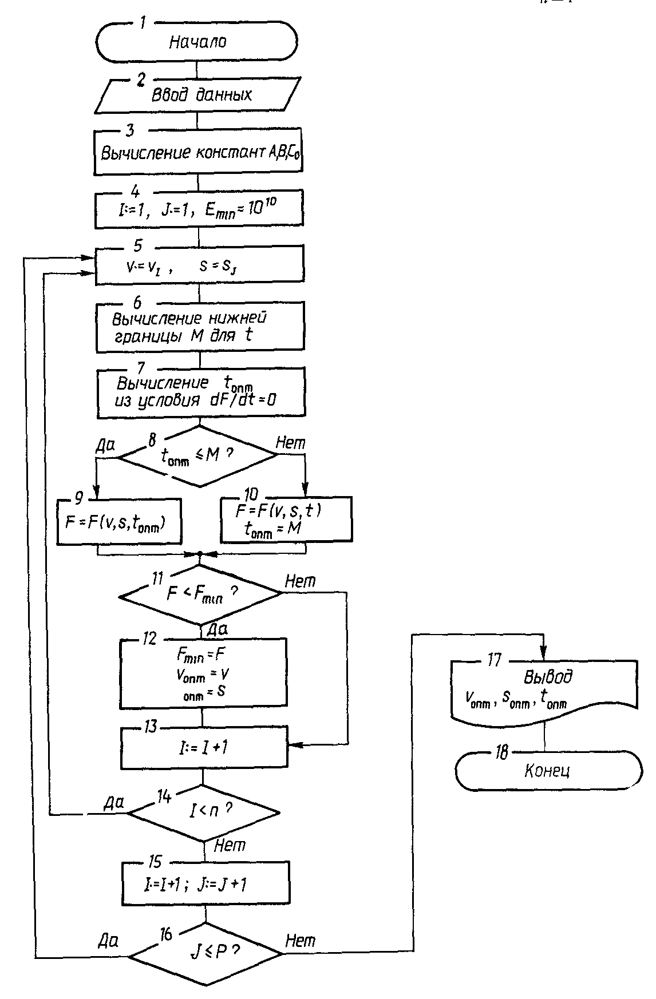 1
Начало
2
Ввод данных
3
Вычисление констант A,B,C₀
4
I:=1, J:=1, E_min=10¹⁰
5
v:=v_I, s=s_J
6
Вычисление нижней
границы M для t
7
Вычисление t_опт
из условия dF/dt=0
8
Да
t_опт ≤ M ?
Нет
9
F=F(v,s,t_опт)
10
F=F(v,s,t)
t_опт=M
11
F<F_min ?
Нет
Да
12
F_min=F
v_опт=v
опт=s
13
I:=I+1
14
Да
I<n ?
Нет
15
I:=I+1; J:=J+1
16
Да
J≤P ?
Нет
17
Вывод
v_опт, s_опт, t_опт
18
Конец